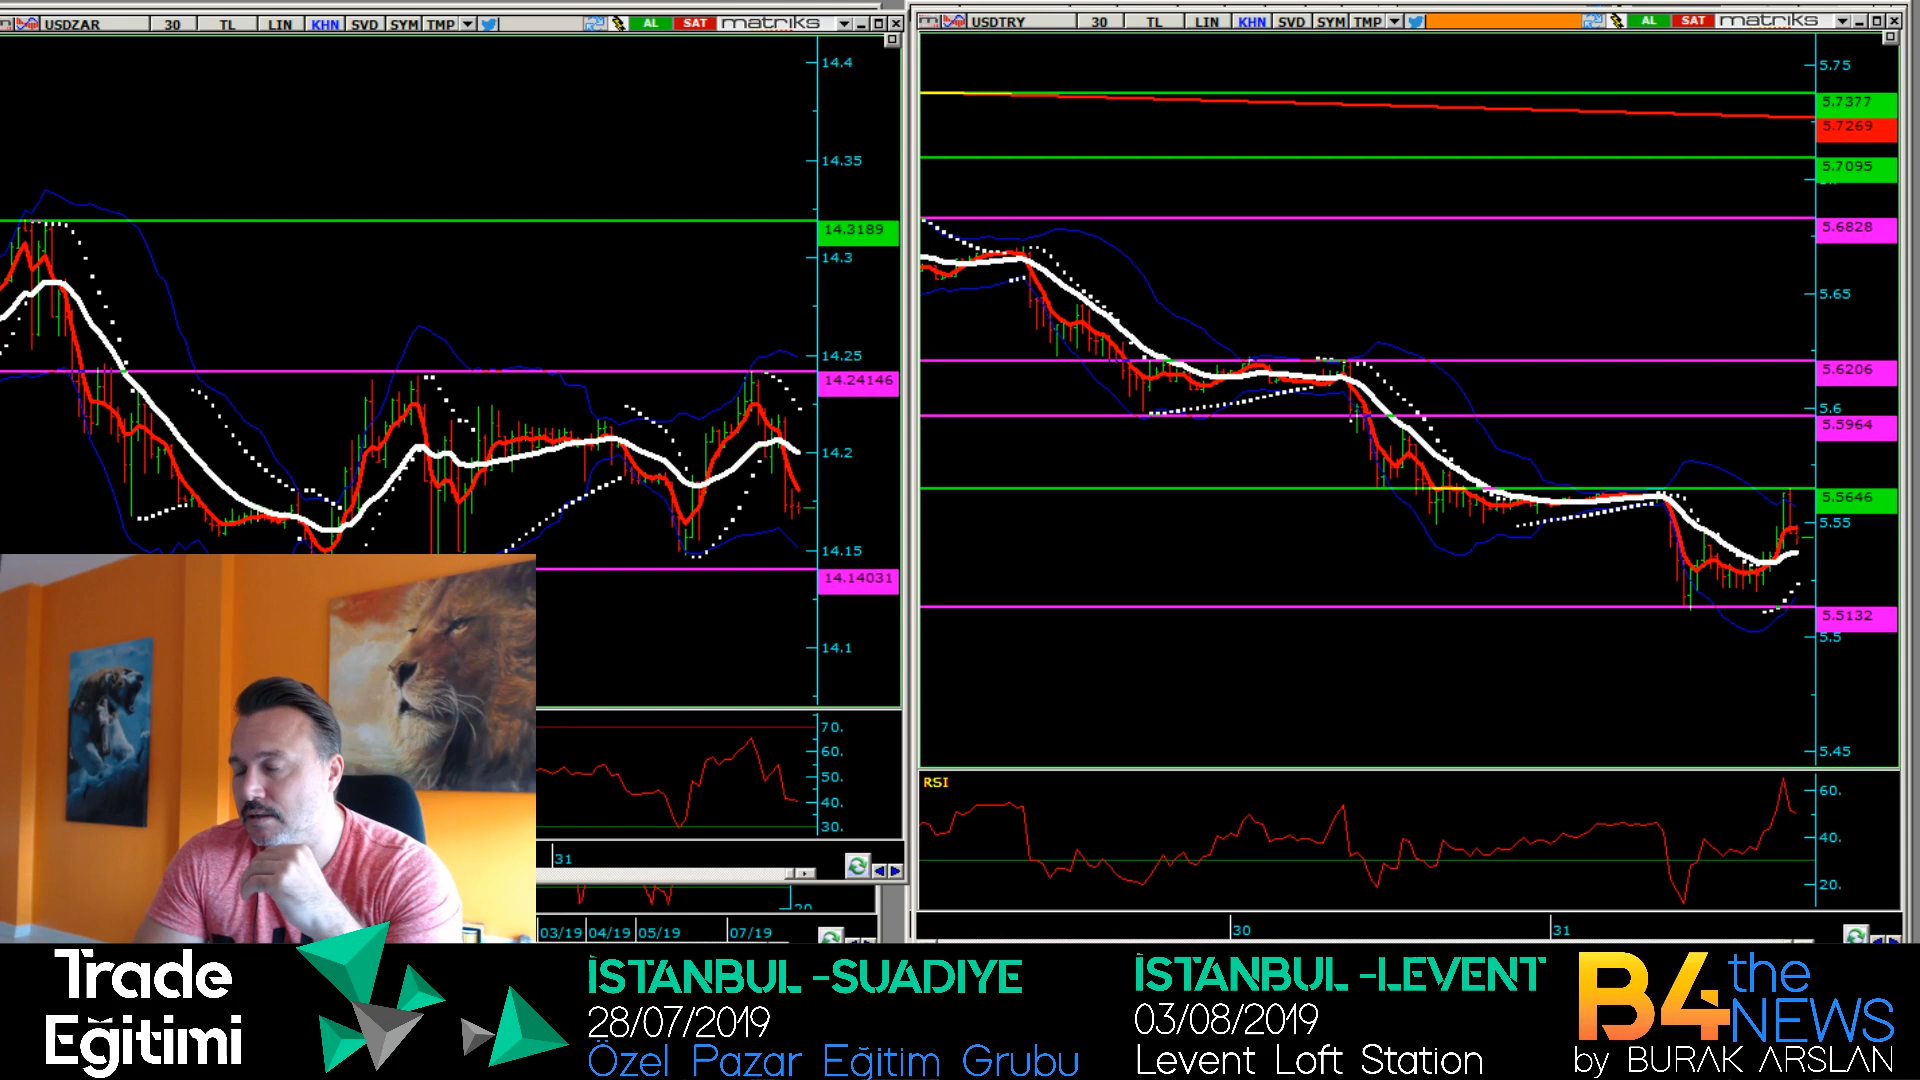 USDZAR 30 TL LIN KHN SVD SYM TMP AL SAT matriks
14.4
14.35
14.3189
14.3
14.25
14.24146
14.2
14.15
14.14031
14.1
70.
60.
50.
40.
30.
31
03/19 04/19 05/19 07/19
USDTRY 30 TL LIN KHN SVD SYM TMP AL SAT matriks
5.75
5.7377
5.7269
5.7095
5.6828
5.65
5.6206
5.6
5.5964
5.5646
5.55
5.5132
5.5
5.45
RSI
60.
40.
20.
30 31
Trade
Eğitimi
İSTANBUL -SUADIYE
28/07/2019
Özel Pazar Eğitim Grubu
İSTANBUL -LEVENT
03/08/2019
Levent Loft Station
B4 the
NEWS
by BURAK ARSLAN